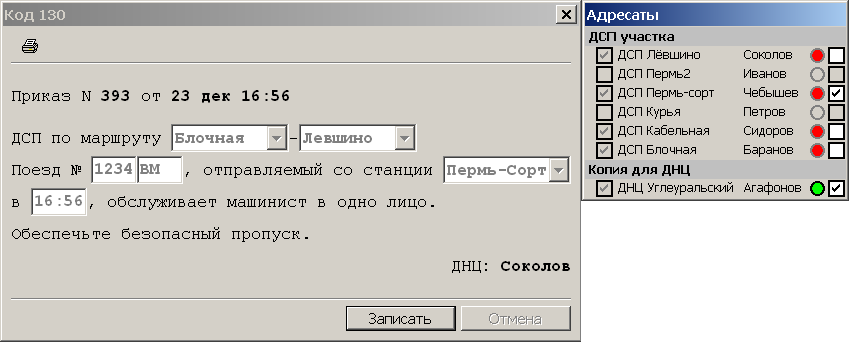 Код 130
Приказ N 393 от 23 дек 16:56
ДСП по маршруту Блочная - Левшино
Поезд № 1234 ВМ , отправляемый со станции Пермь-Сорт
в 16:56 , обслуживает машинист в одно лицо.
Обеспечьте безопасный пропуск.
ДНЦ: Соколов
Записать Отмена
Адресаты
ДСП участка
ДСП Лёвшино Соколов
ДСП Пермь2 Иванов
ДСП Пермь-сорт Чебышев
ДСП Курья Петров
ДСП Кабельная Сидоров
ДСП Блочная Баранов
Копия для ДНЦ
ДНЦ Углеуральский Агафонов